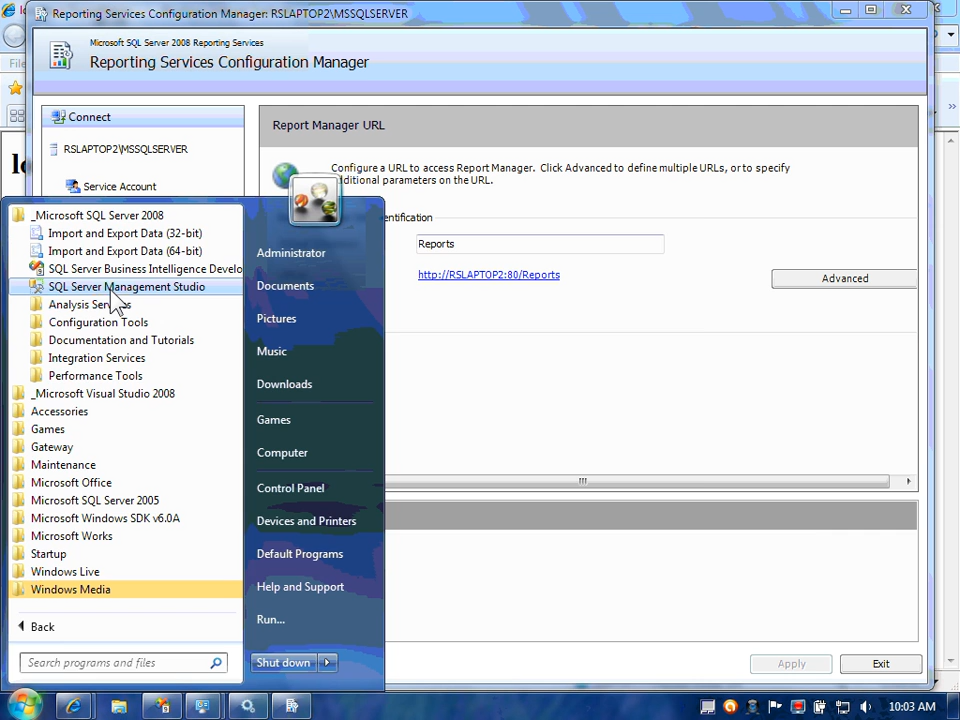 Reporting Services Configuration Manager: RSLAPTOP2\MSSQLSERVER
Microsoft SQL Server 2008 Reporting Services
Reporting Services Configuration Manager
Connect
RSLAPTOP2\MSSQLSERVER
Service Account
Report Manager URL
Configure a URL to access Report Manager. Click Advanced to define multiple URLs, or to specify
additional parameters on the URL.
Reports
http://RSLAPTOP2:80/Reports
Advanced
_Microsoft SQL Server 2008
Import and Export Data (32-bit)
Import and Export Data (64-bit)
SQL Server Business Intelligence Develo
SQL Server Management Studio
Analysis Services
Configuration Tools
Documentation and Tutorials
Integration Services
Performance Tools
_Microsoft Visual Studio 2008
Accessories
Games
Gateway
Maintenance
Microsoft Office
Microsoft SQL Server 2005
Microsoft Windows SDK v6.0A
Microsoft Works
Startup
Windows Live
Windows Media
Back
Search programs and files
Administrator
Documents
Pictures
Music
Downloads
Games
Computer
Control Panel
Devices and Printers
Default Programs
Help and Support
Run...
Shut down
Apply
Exit
10:03 AM